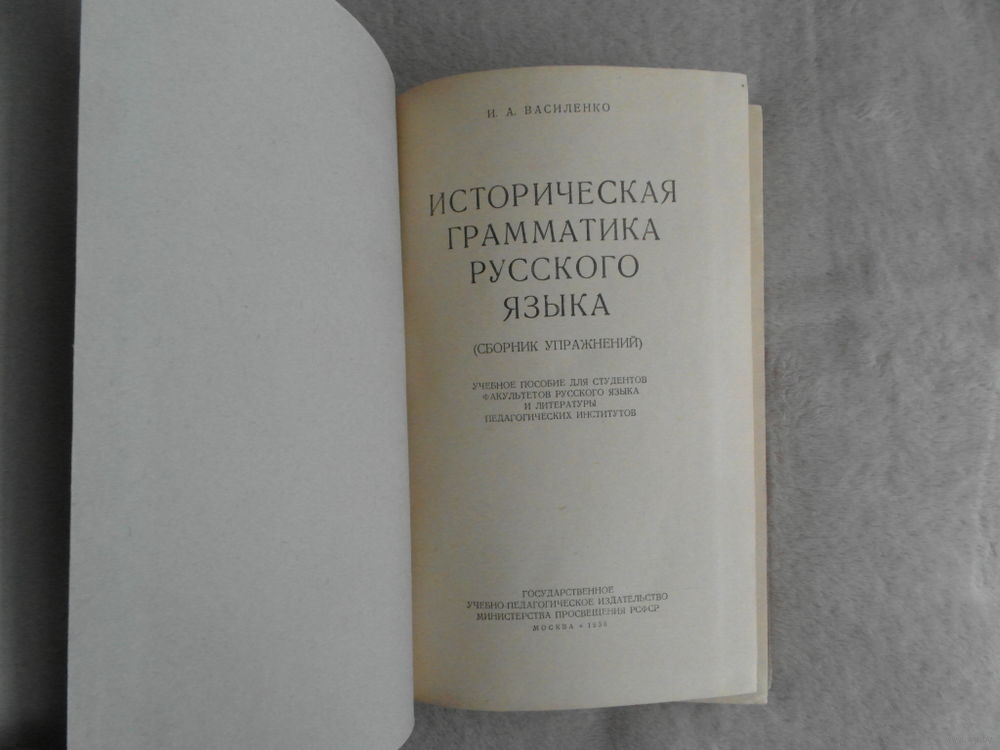 И. А. ВАСИЛЕНКО
ИСТОРИЧЕСКАЯ
ГРАММАТИКА
РУССКОГО
ЯЗЫКА
(СБОРНИК УПРАЖНЕНИЙ)
УЧЕБНОЕ ПОСОБИЕ ДЛЯ СТУДЕНТОВ
ФАКУЛЬТЕТОВ РУССКОГО ЯЗЫКА
И ЛИТЕРАТУРЫ
ПЕДАГОГИЧЕСКИХ ИНСТИТУТОВ
ГОСУДАРСТВЕННОЕ
УЧЕБНО-ПЕДАГОГИЧЕСКОЕ ИЗДАТЕЛЬСТВО
МИНИСТЕРСТВА ПРОСВЕЩЕНИЯ РСФСР
МОСКВА •